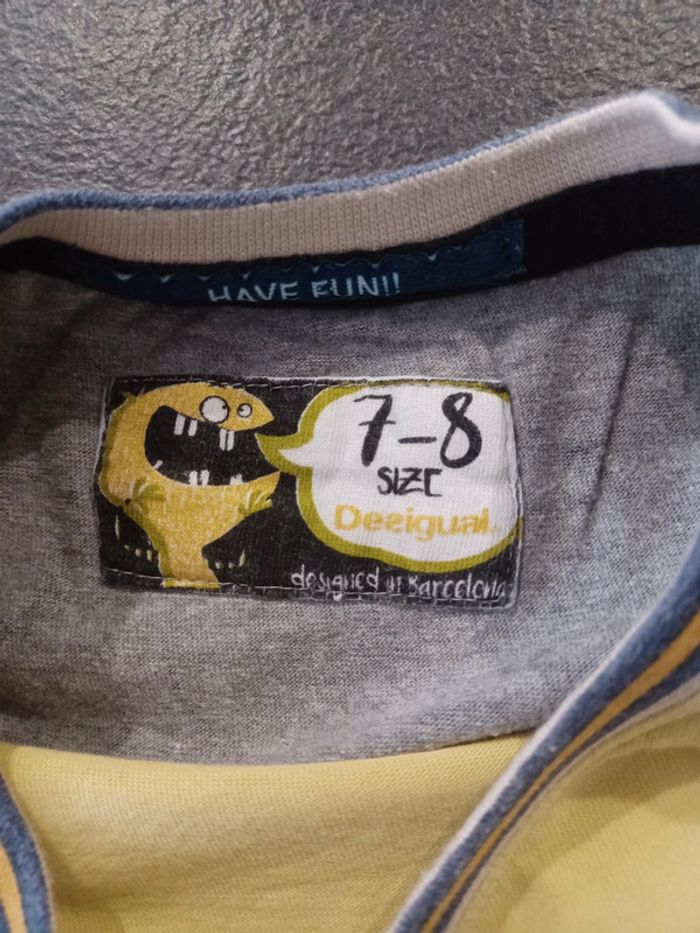 HAVE FUN!!
7-8
SIZE
Desigual.
designed in Barcelona